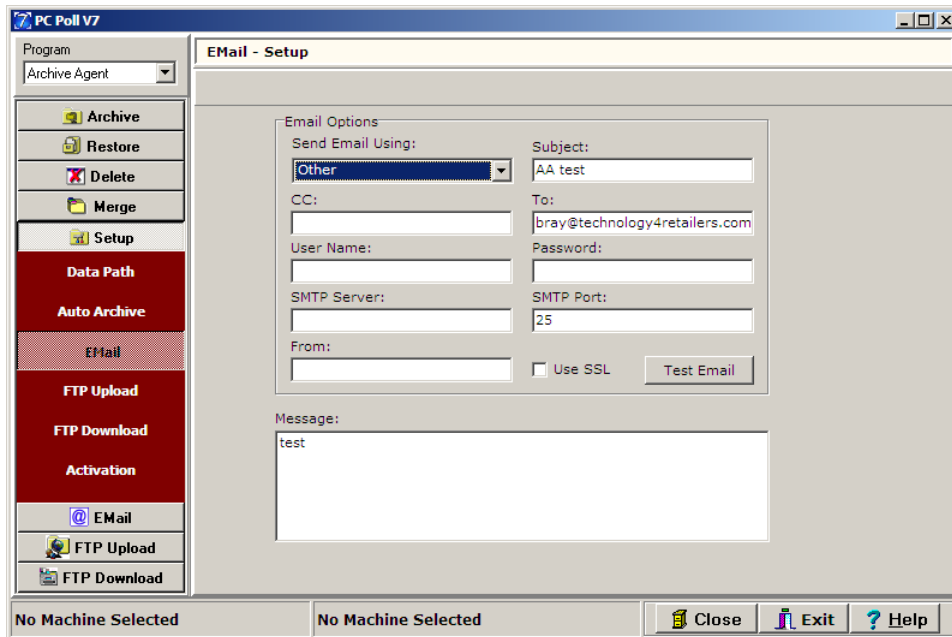 PC Poll V7
Program
Archive Agent
Archive
Restore
Delete
Merge
Setup
Data Path
Auto Archive
EMail
FTP Upload
FTP Download
Activation
EMail
FTP Upload
FTP Download
EMail - Setup
Email Options
Send Email Using:
Other
Subject:
AA test
CC:
To:
bray@technology4retailers.com
User Name:
Password:
SMTP Server:
SMTP Port:
25
From:
Use SSL
Test Email
Message:
test
No Machine Selected
No Machine Selected
Close
Exit
? Help